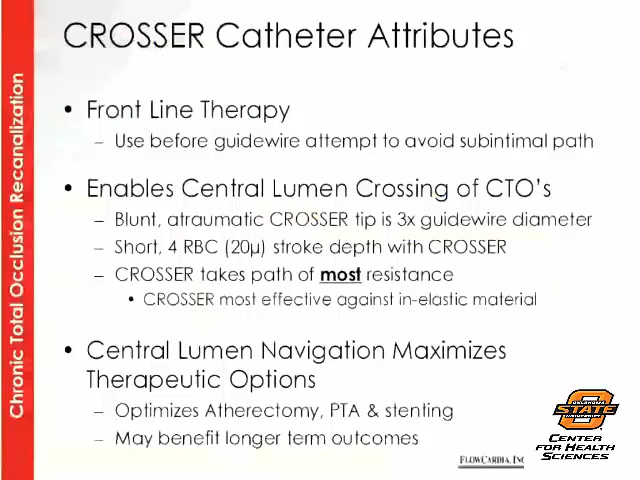 CROSSER Catheter Attributes
Chronic Total Occlusion Recanalization
• Front Line Therapy
– Use before guidewire attempt to avoid subintimal path
• Enables Central Lumen Crossing of CTO's
– Blunt, atraumatic CROSSER tip is 3x guidewire diameter
– Short, 4 RBC (20μ) stroke depth with CROSSER
– CROSSER takes path of most resistance
• CROSSER most effective against in-elastic material
• Central Lumen Navigation Maximizes
Therapeutic Options
– Optimizes Atherectomy, PTA & stenting
– May benefit longer term outcomes
FLOWCARDIA, INC
OKLAHOMA
STATE
UNIVERSITY
CENTER
FOR HEALTH
SCIENCES